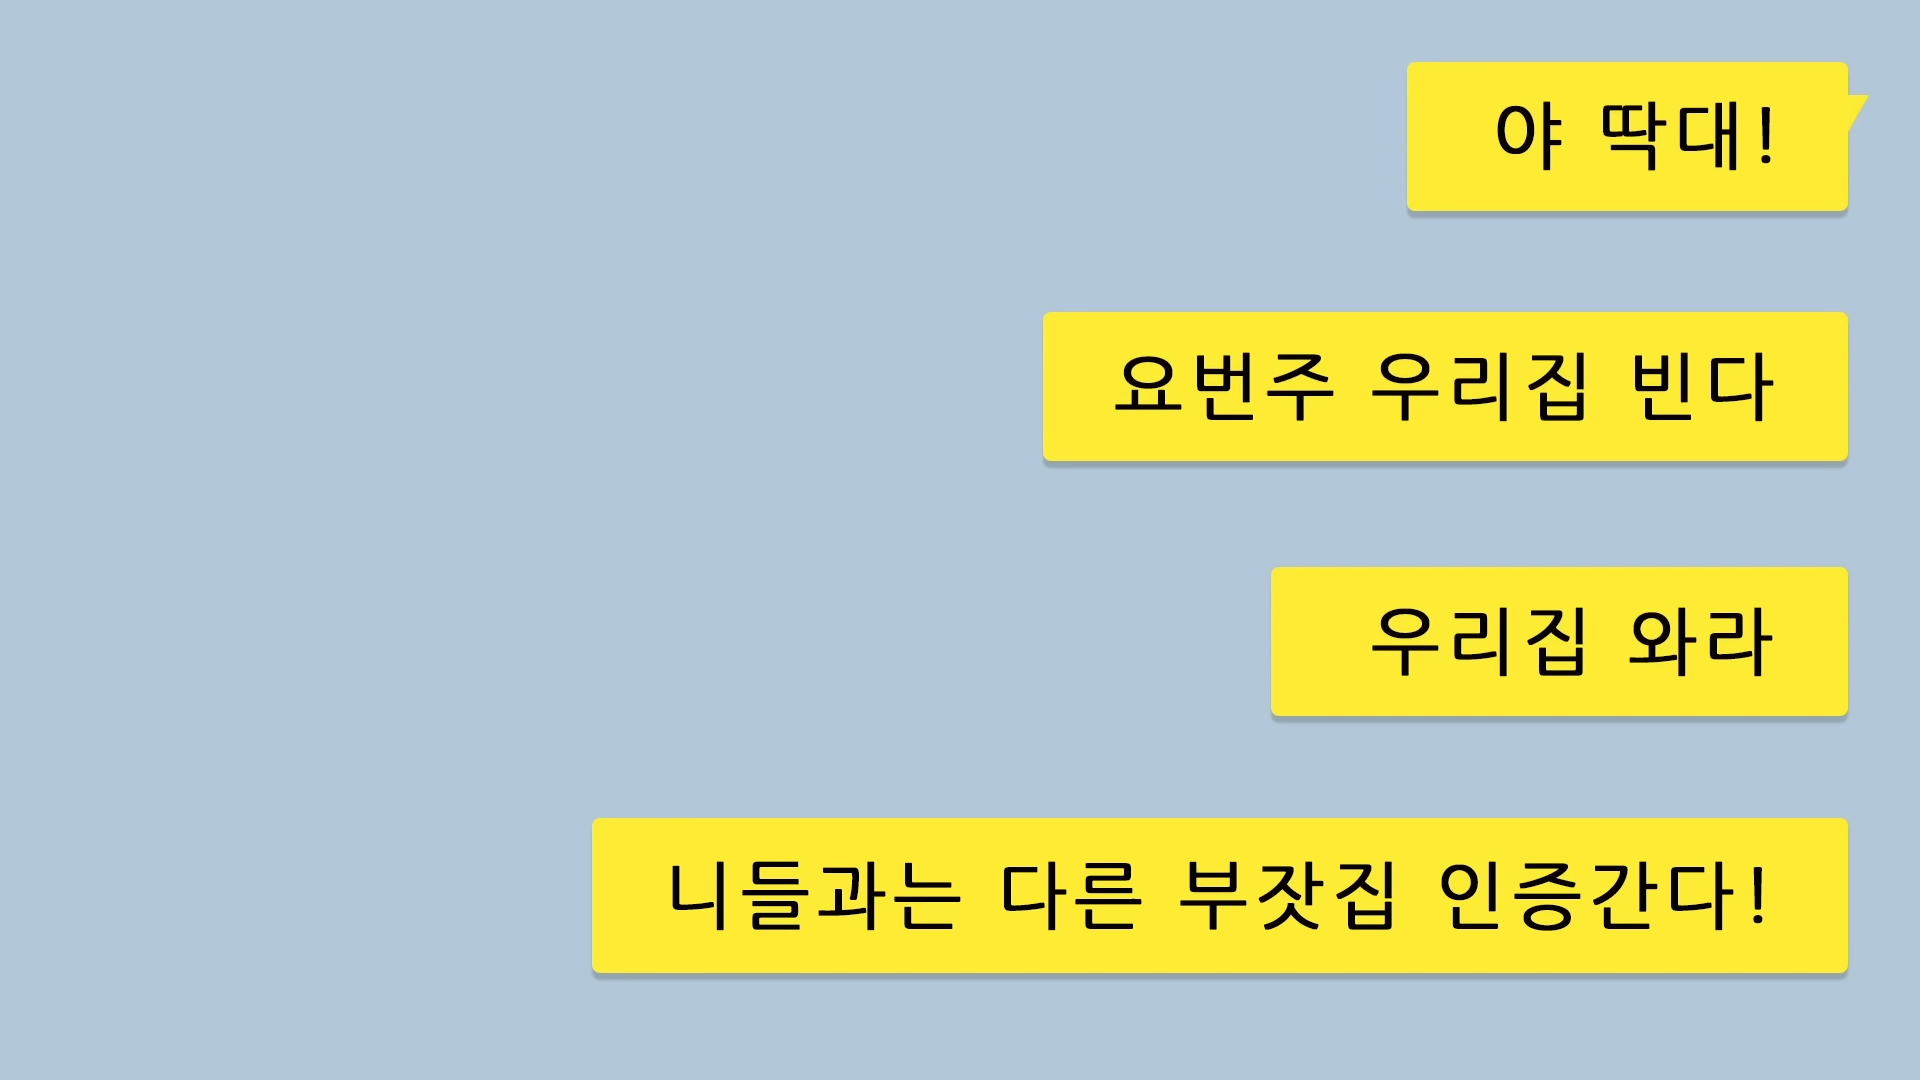 야 딱대!
요번주 우리집 빈다
우리집 와라
니들과는 다른 부잣집 인증간다!